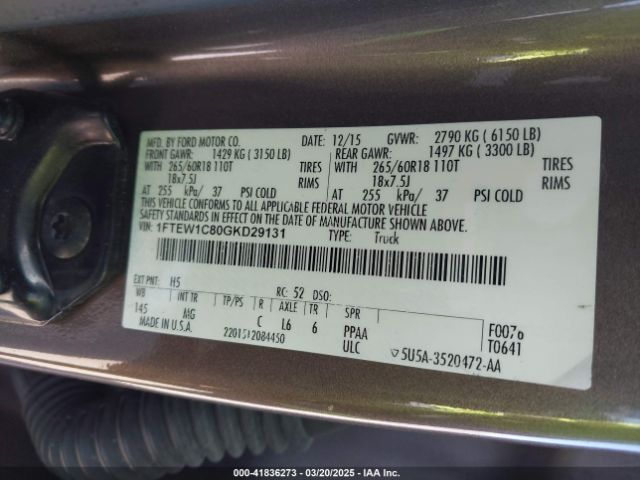 MFD. BY FORD MOTOR CO. DATE: 12/15 GVWR: 2790 KG ( 6150 LB)
FRONT GAWR: 1429 KG ( 3150 LB) REAR GAWR: 1497 KG ( 3300 LB)
WITH 265/60R18 110T TIRES WITH 265/60R18 110T TIRES
18x7.5J RIMS 18x7.5J RIMS
AT 255 kPa/ 37 PSI COLD AT 255 kPa/ 37 PSI COLD
THIS VEHICLE CONFORMS TO ALL APPLICABLE FEDERAL MOTOR VEHICLE
SAFETY STANDARDS IN EFFECT ON THE DATE OF MANUFACTURE SHOWN ABOVE.
VIN: 1FTEW1C80GKD29131 TYPE: Truck
EXT PNT: H5 RC: 52 DSO:
WB INT TR TP/PS R AXLE TR SPR
145 MG C L6 6 PPAA F0076
MADE IN U.S.A. 2201512084450 ULC T0641
5U5A-3520472-AA
000-41836273 — 03/20/2025 — IAA Inc.